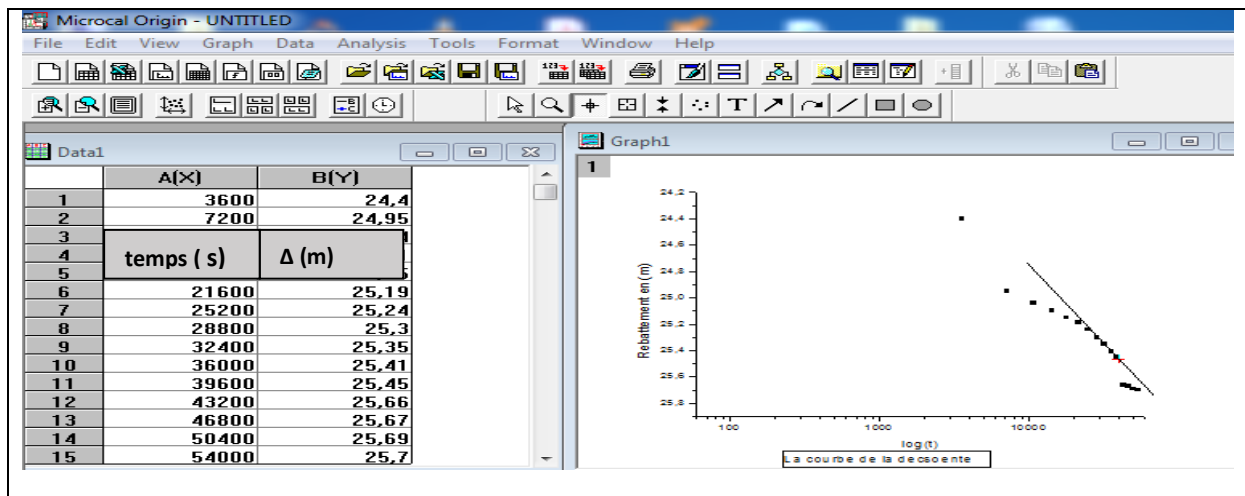 Microcal Origin - UNTITLED
File Edit View Graph Data Analysis Tools Format Window Help
Data1
A(X) B(Y)
1 3600 24,4
2 7200 24,95
3
4
5
temps ( s) Δ (m)
6 21600 25,19
7 25200 25,24
8 28800 25,3
9 32400 25,35
10 36000 25,41
11 39600 25,45
12 43200 25,66
13 46800 25,67
14 50400 25,69
15 54000 25,7
Graph1
1
24,2
24,4
24,6
24,8
25,0
25,2
25,4
25,6
25,8
Rebattement en(m)
100 1000 10000
log(t)
La courbe de la decsoente